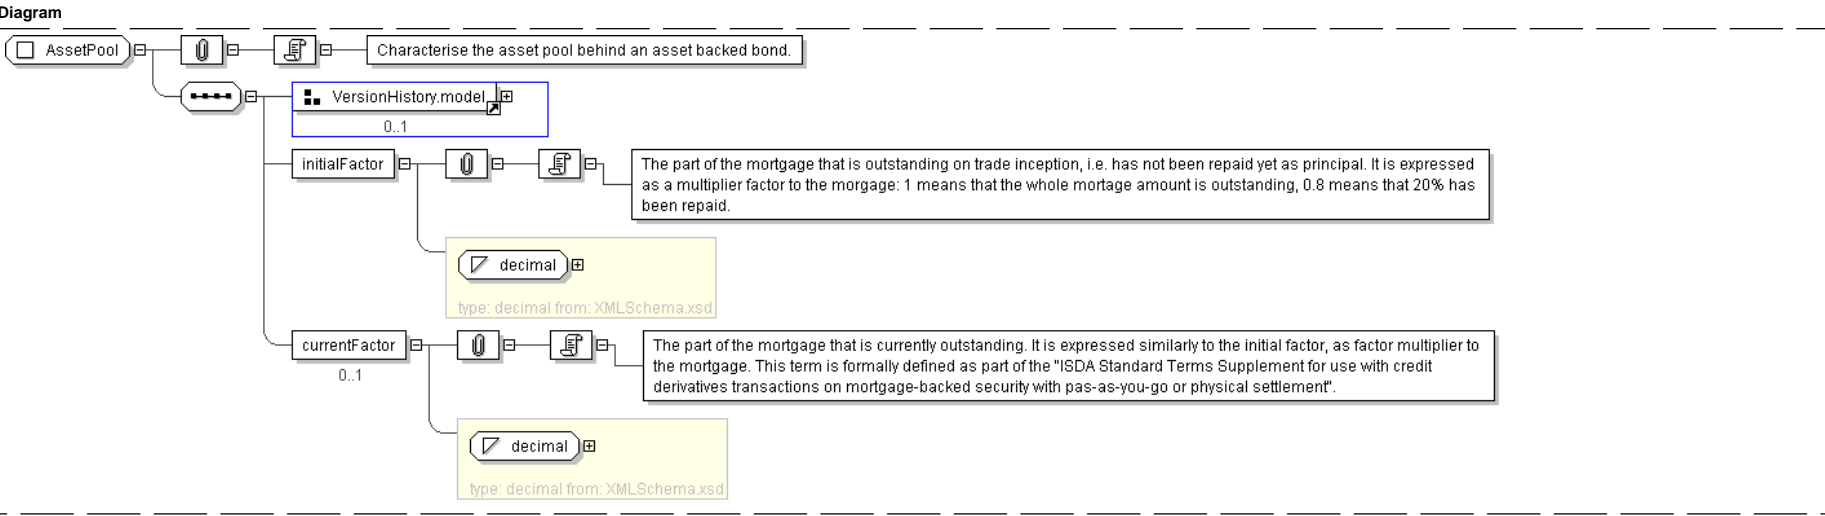 Diagram
AssetPool
Characterise the asset pool behind an asset backed bond.
VersionHistory.model
0..1
initialFactor
The part of the mortgage that is outstanding on trade inception, i.e. has not been repaid yet as principal. It is expressed
as a multiplier factor to the morgage: 1 means that the whole mortage amount is outstanding, 0.8 means that 20% has
been repaid.
decimal
type: decimal from: XMLSchema.xsd
currentFactor
0..1
The part of the mortgage that is currently outstanding. It is expressed similarly to the initial factor, as factor multiplier to
the mortgage. This term is formally defined as part of the "ISDA Standard Terms Supplement for use with credit
derivatives transactions on mortgage-backed security with pas-as-you-go or physical settlement".
decimal
type: decimal from: XMLSchema.xsd